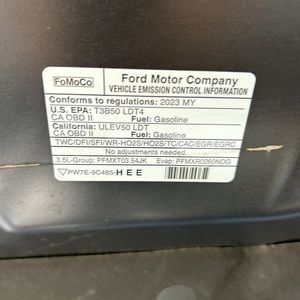 FoMoCo
Ford Motor Company
VEHICLE EMISSION CONTROL INFORMATION
Conforms to regulations: 2023 MY
U.S. EPA: T3B50 LDT4
CA OBD II Fuel: Gasoline
California: ULEV50 LDT
CA OBD II Fuel: Gasoline
TWC/DFI/SFI/WR-HO2S/HO2S/TC/CAC/EGR/EGRC
No adjustments needed.
3.5L-Group: PFMXT03.54JK Evap: PFMXR0260NDG
PW7E-9C485-HEE